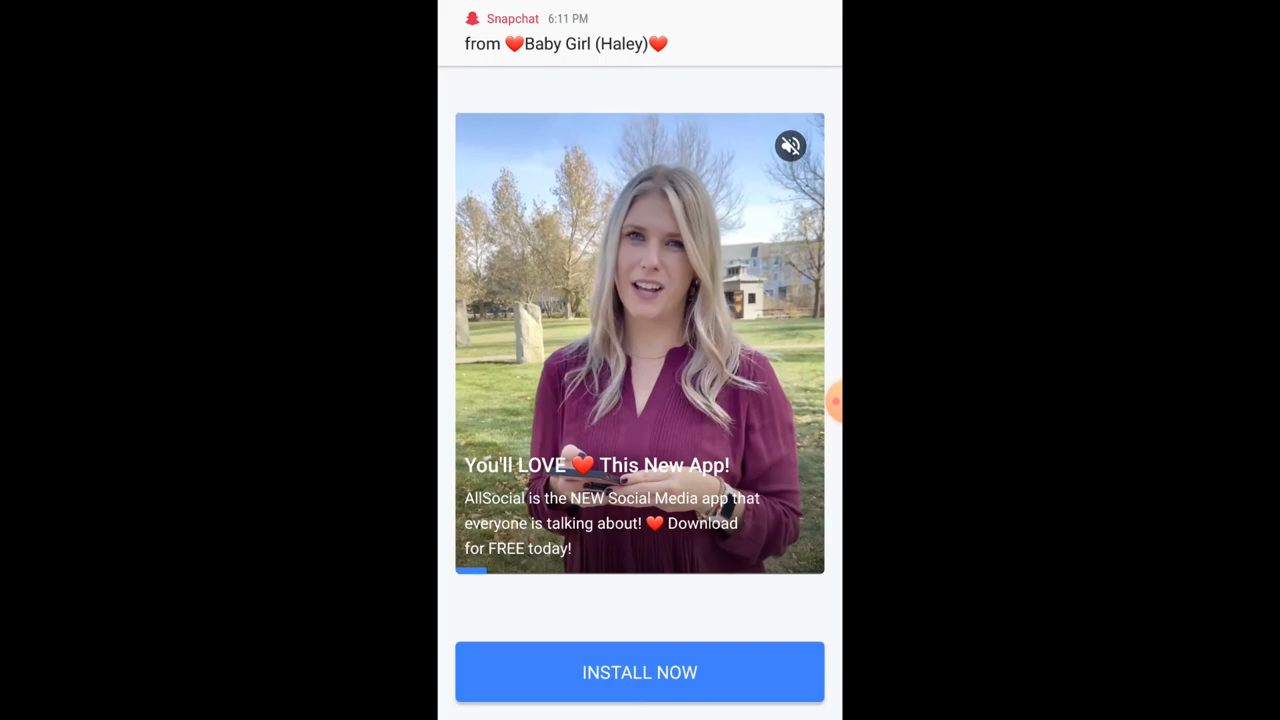 Snapchat 6:11 PM
from ❤️Baby Girl (Haley)❤️
You'll LOVE ❤️ This New App!
AllSocial is the NEW Social Media app that
everyone is talking about! ❤️ Download
for FREE today!
INSTALL NOW